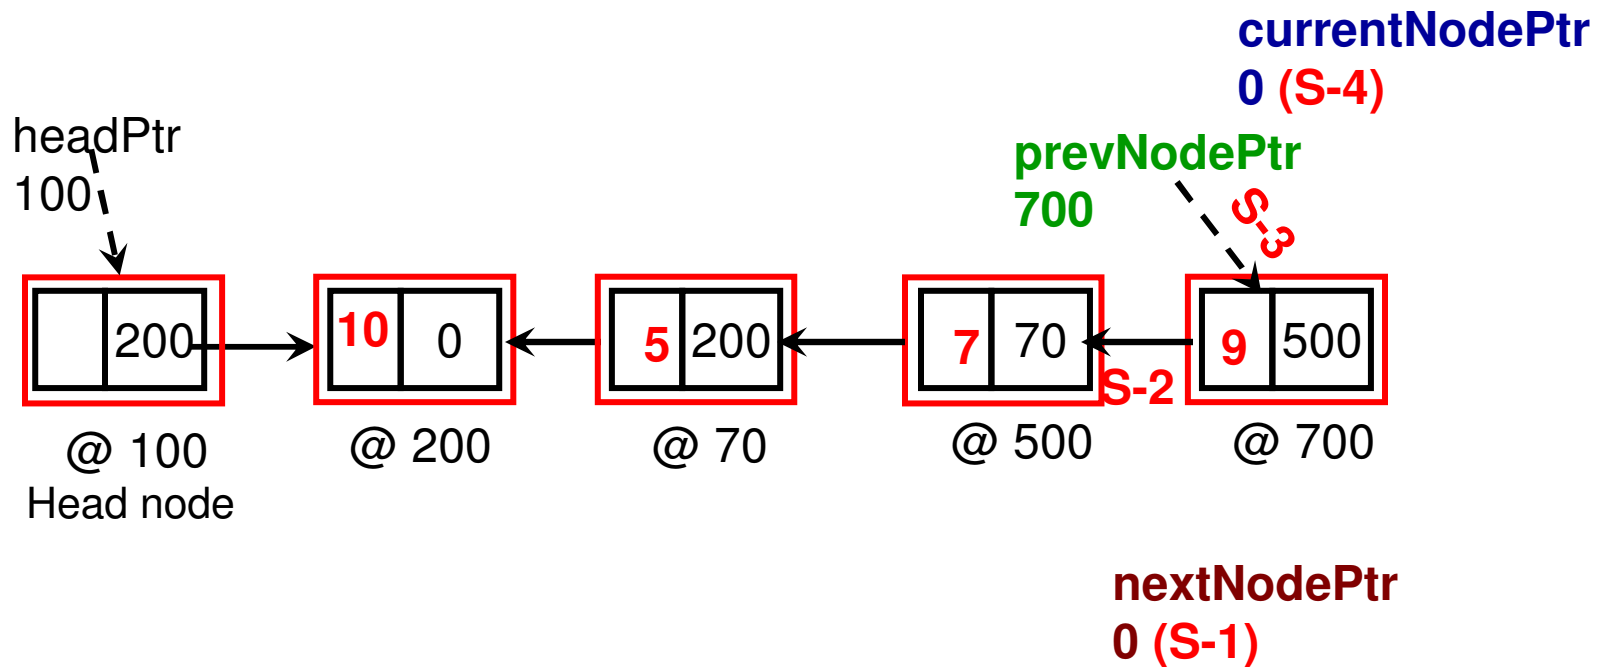 currentNodePtr
0 (S-4)
headPtr
100
prevNodePtr
700
S-3
200
10 0
5 200
7 70
9 500
S-2
@ 100
@ 200
@ 70
@ 500
@ 700
Head node
nextNodePtr
0 (S-1)